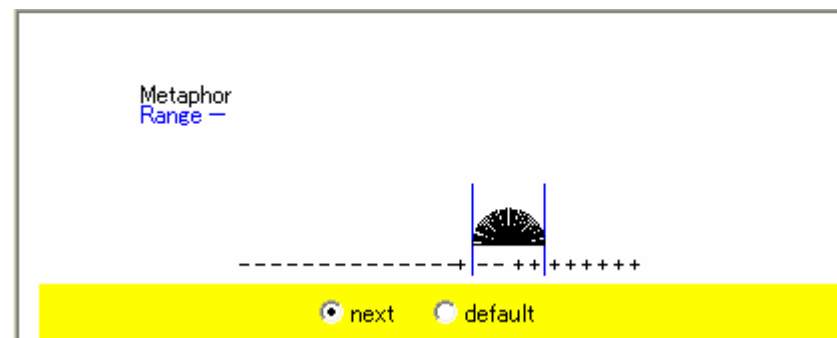 Metaphor
Range －
- - - - - - - - - - - - - - + - - + + + + + + + +
next default